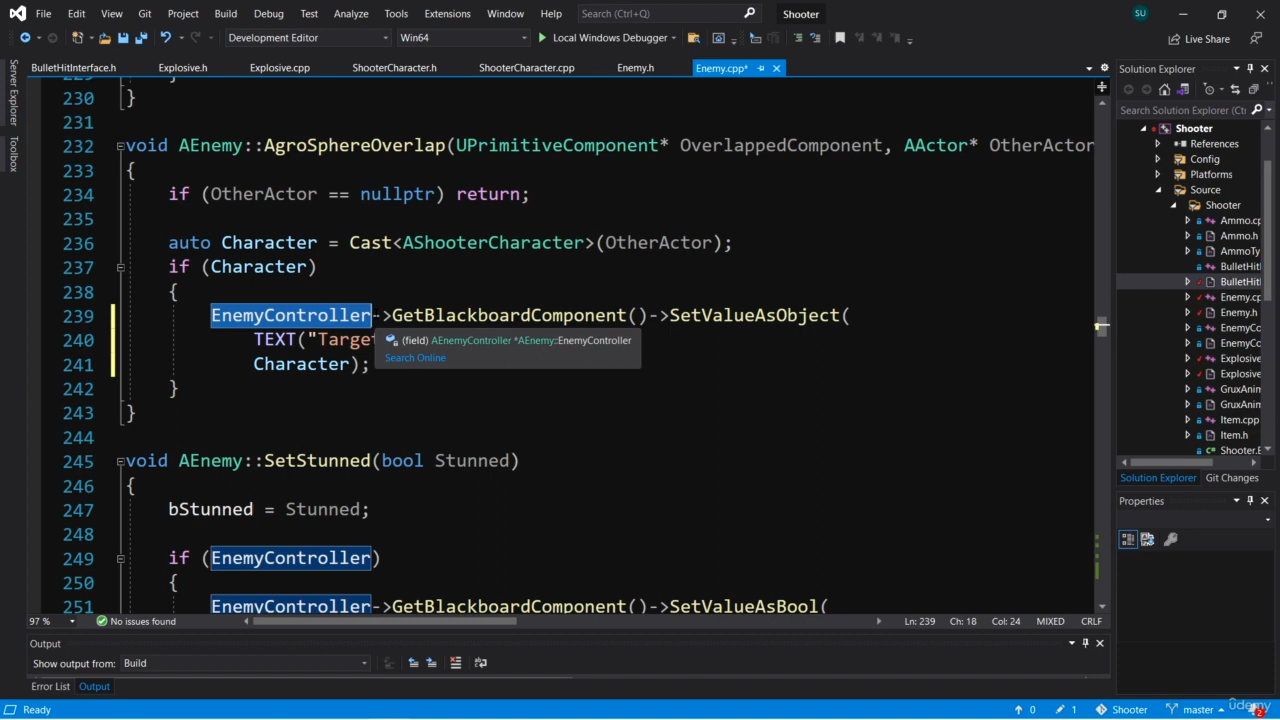 File Edit View Git Project Build Debug Test Analyze Tools Extensions Window Help Search (Ctrl+Q) Shooter SU
Development Editor Win64 Local Windows Debugger Live Share
BulletHitInterface.h Explosive.h Explosive.cpp ShooterCharacter.h ShooterCharacter.cpp Enemy.h Enemy.cpp*
Server Explorer
Toolbox
230 }
231
232 void AEnemy::AgroSphereOverlap(UPrimitiveComponent* OverlappedComponent, AActor* OtherActor
233 {
234 if (OtherActor == nullptr) return;
235
236 auto Character = Cast<AShooterCharacter>(OtherActor);
237 if (Character)
238 {
239 EnemyController->GetBlackboardComponent()->SetValueAsObject(
240 TEXT("Target
(field) AEnemyController *AEnemy::EnemyController
Search Online
241 Character);
242 }
243 }
244
245 void AEnemy::SetStunned(bool Stunned)
246 {
247 bStunned = Stunned;
248
249 if (EnemyController)
250 {
251 EnemyController->GetBlackboardComponent()->SetValueAsBool(
97 % No issues found Ln: 239 Ch: 18 Col: 24 MIXED CRLF
Output
Show output from: Build
Error List Output
Solution Explorer
Search Solution Explorer (Ctrl
Shooter
References
Config
Platforms
Source
Shooter
Ammo.cp
Ammo.h
AmmoTy
BulletHit
BulletHit
Enemy.cp
Enemy.h
EnemyCo
EnemyCo
Explosive
Explosive
GruxAnim
GruxAnim
Item.cpp
Item.h
Shooter.B
Solution Explorer Git Changes
Properties
Ready 0 1 Shooter master 2
udemy